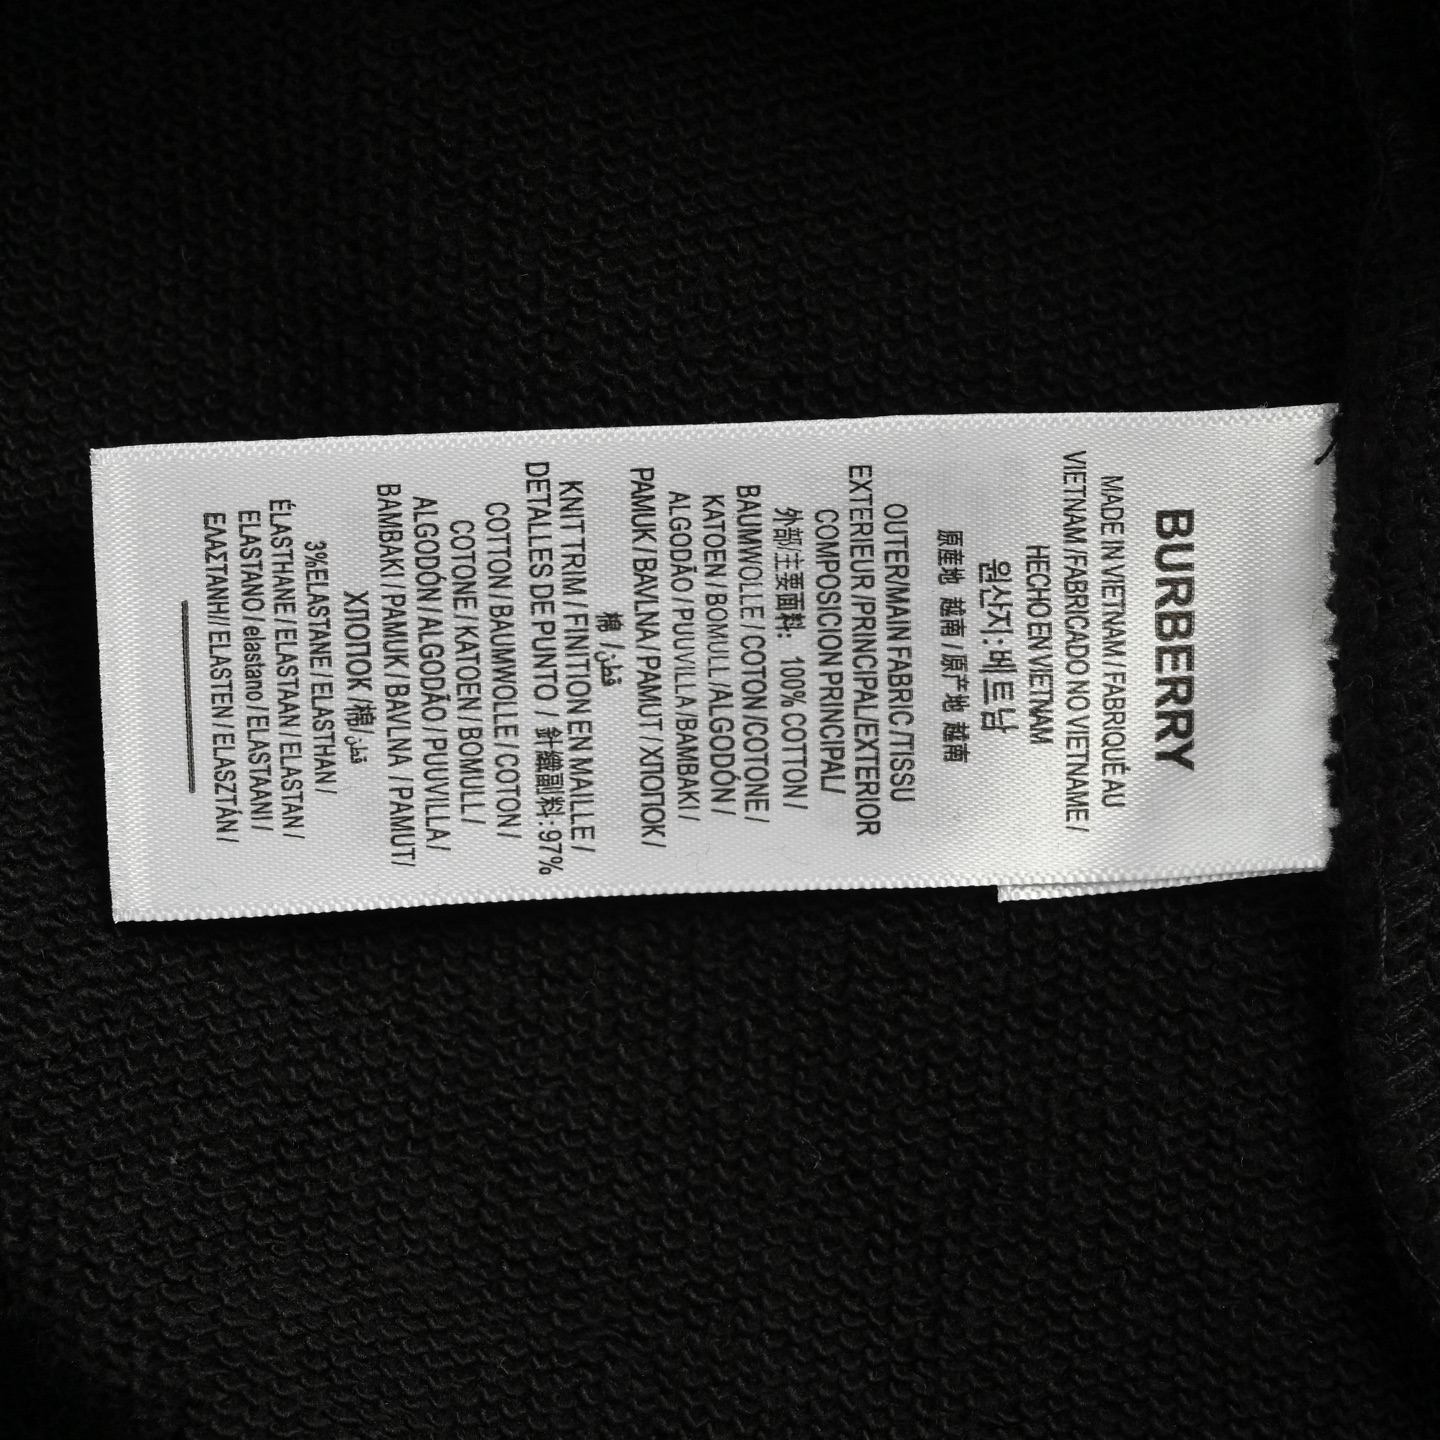 BURBERRY
MADE IN VIETNAM / FABRIQUÉ AU
VIETNAM /FABRICADO NO VIETNAME /
HECHO EN VIETNAM
원산지: 베트남
原産地 越南 / 原产地 越南
OUTER/MAIN FABRIC /TISSU
EXTERIEUR /PRINCIPAL/EXTERIOR
COMPOSICION PRINCIPAL/
外部/主要面料: 100% COTTON /
BAUMWOLLE / COTON /COTONE /
KATOEN / BOMULL /ALGODÓN /
ALGODÃO / PUUVILLA /BAMBAKI /
PAMUK / BAVLNA / PAMUT / ΧΠΟΠΟΚ /
棉 / قطن
KNIT TRIM / FINITION EN MAILLE /
DETALLES DE PUNTO / 針織副料: 97%
COTTON / BAUMWOLLE / COTON /
COTONE / KATOEN / BOMULL /
ALGODÓN / ALGODÃO / PUUVILLA /
BAMBAKI / PAMUK / BAVLNA / PAMUT/
ΧΠΟΠΟΚ /棉/ قطن
3%ELASTANE / ELASTHAN /
ÉLASTHANE / ELASTAAN / ELASTAN /
ELASTANO / elastano / ELASTAANI /
ΕΛΑΣΤΑΝΗ/ ELASTEN / ELASZTÁN /